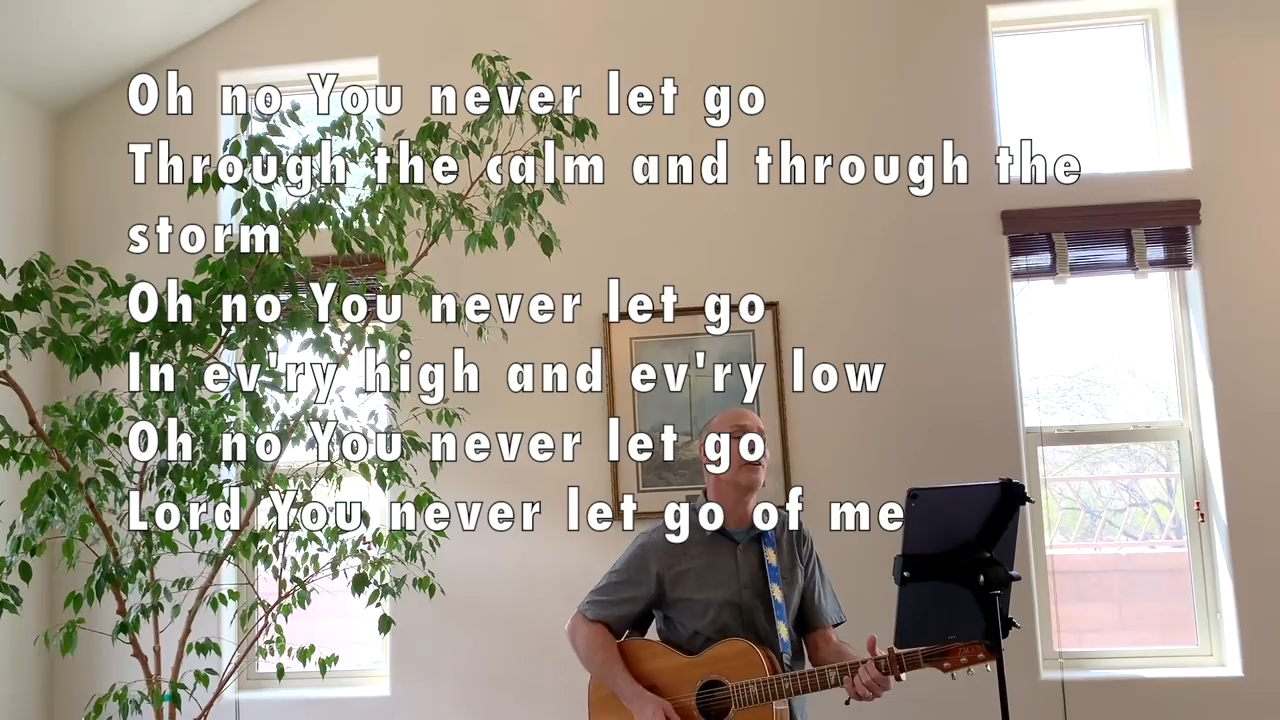 Oh no You never let go
Through the calm and through the
storm
Oh no You never let go
In ev'ry high and ev'ry low
Oh no You never let go
Lord You never let go of me